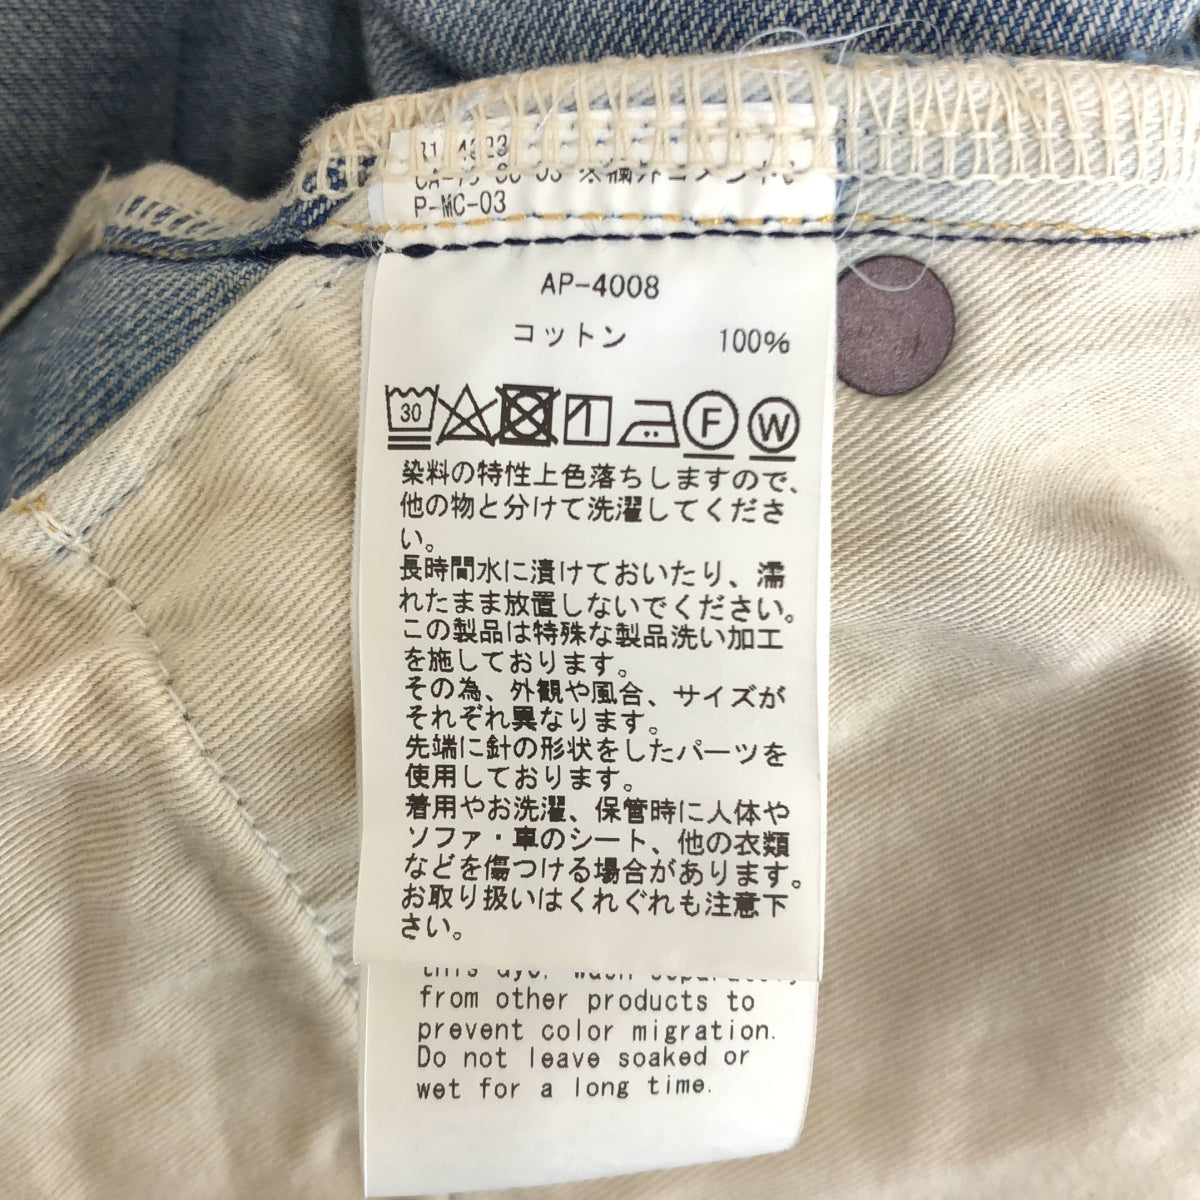 P-MC-03
AP-4008
コットン 100%
30
F W
染料の特性上色落ちしますので、
他の物と分けて洗濯してくださ
い。
長時間水に漬けておいたり、濡
れたまま放置しないでください。
この製品は特殊な製品洗い加工
を施しております。
その為、外観や風合、サイズが
それぞれ異なります。
先端に針の形状をしたパーツを
使用しております。
着用やお洗濯、保管時に人体や
ソファ・車のシート、他の衣類
などを傷つける場合があります。
お取り扱いはくれぐれも注意下
さい。
from other products to
prevent color migration.
Do not leave soaked or
wet for a long time.